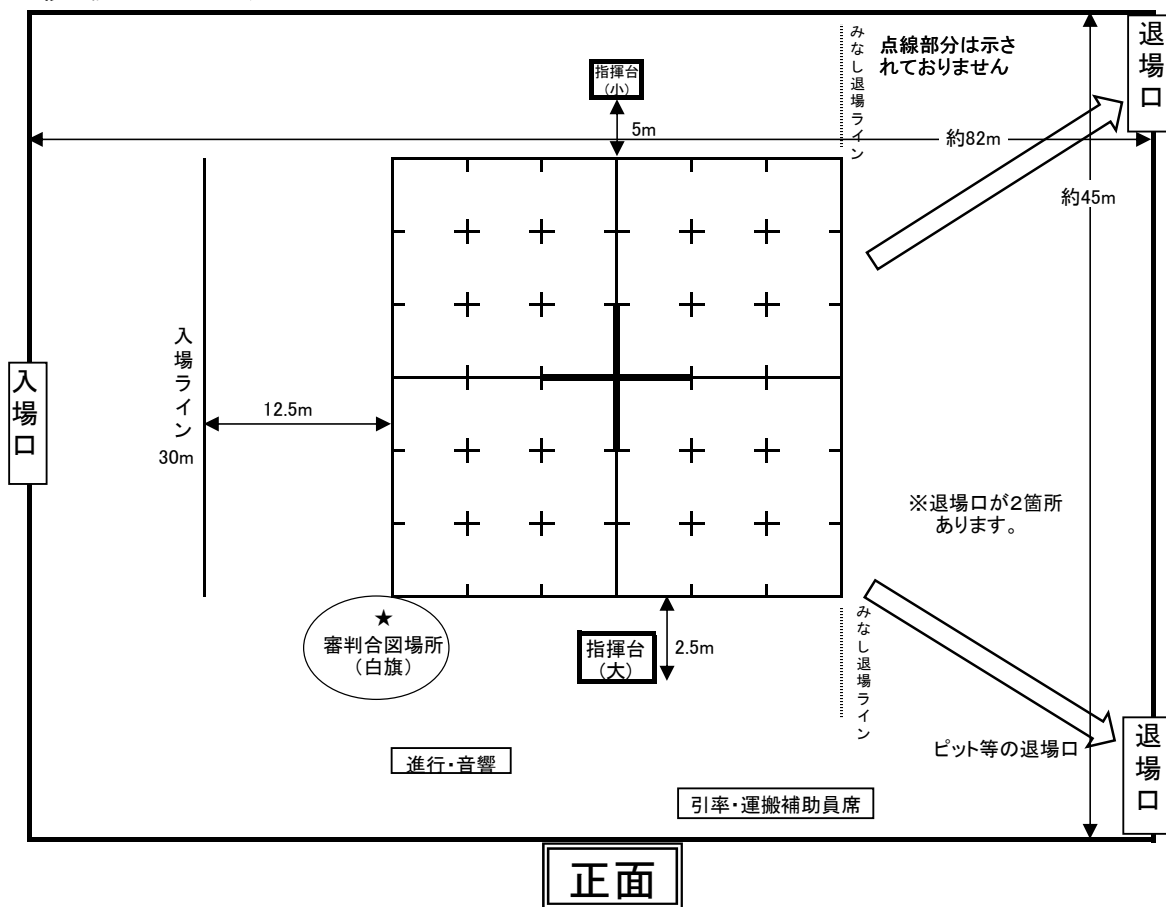 みなし退場ライン
点線部分は示さ
れておりません
退場口
指揮台
(小)
5m
約82m
約45m
入場ライン
30m
入場口
12.5m
※退場口が2箇所
あります。
★
審判合図場所
(白旗)
指揮台
(大)
2.5m
みなし退場ライン
ピット等の退場口
退場口
進行・音響
引率・運搬補助員席
正面